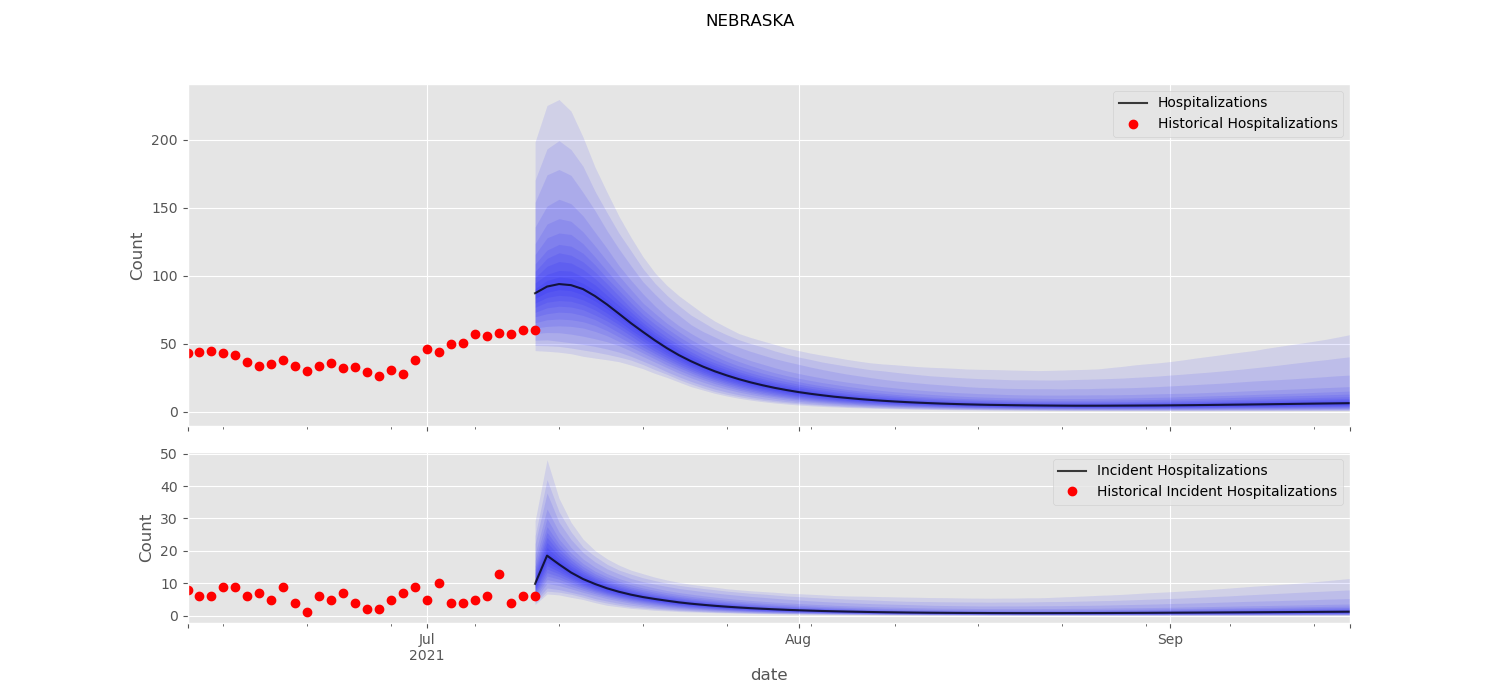 NEBRASKA
Hospitalizations
Historical Hospitalizations
Count
200
150
100
50
0
Incident Hospitalizations
Historical Incident Hospitalizations
Count
50
40
30
20
10
0
Jul
2021
Aug
Sep
date